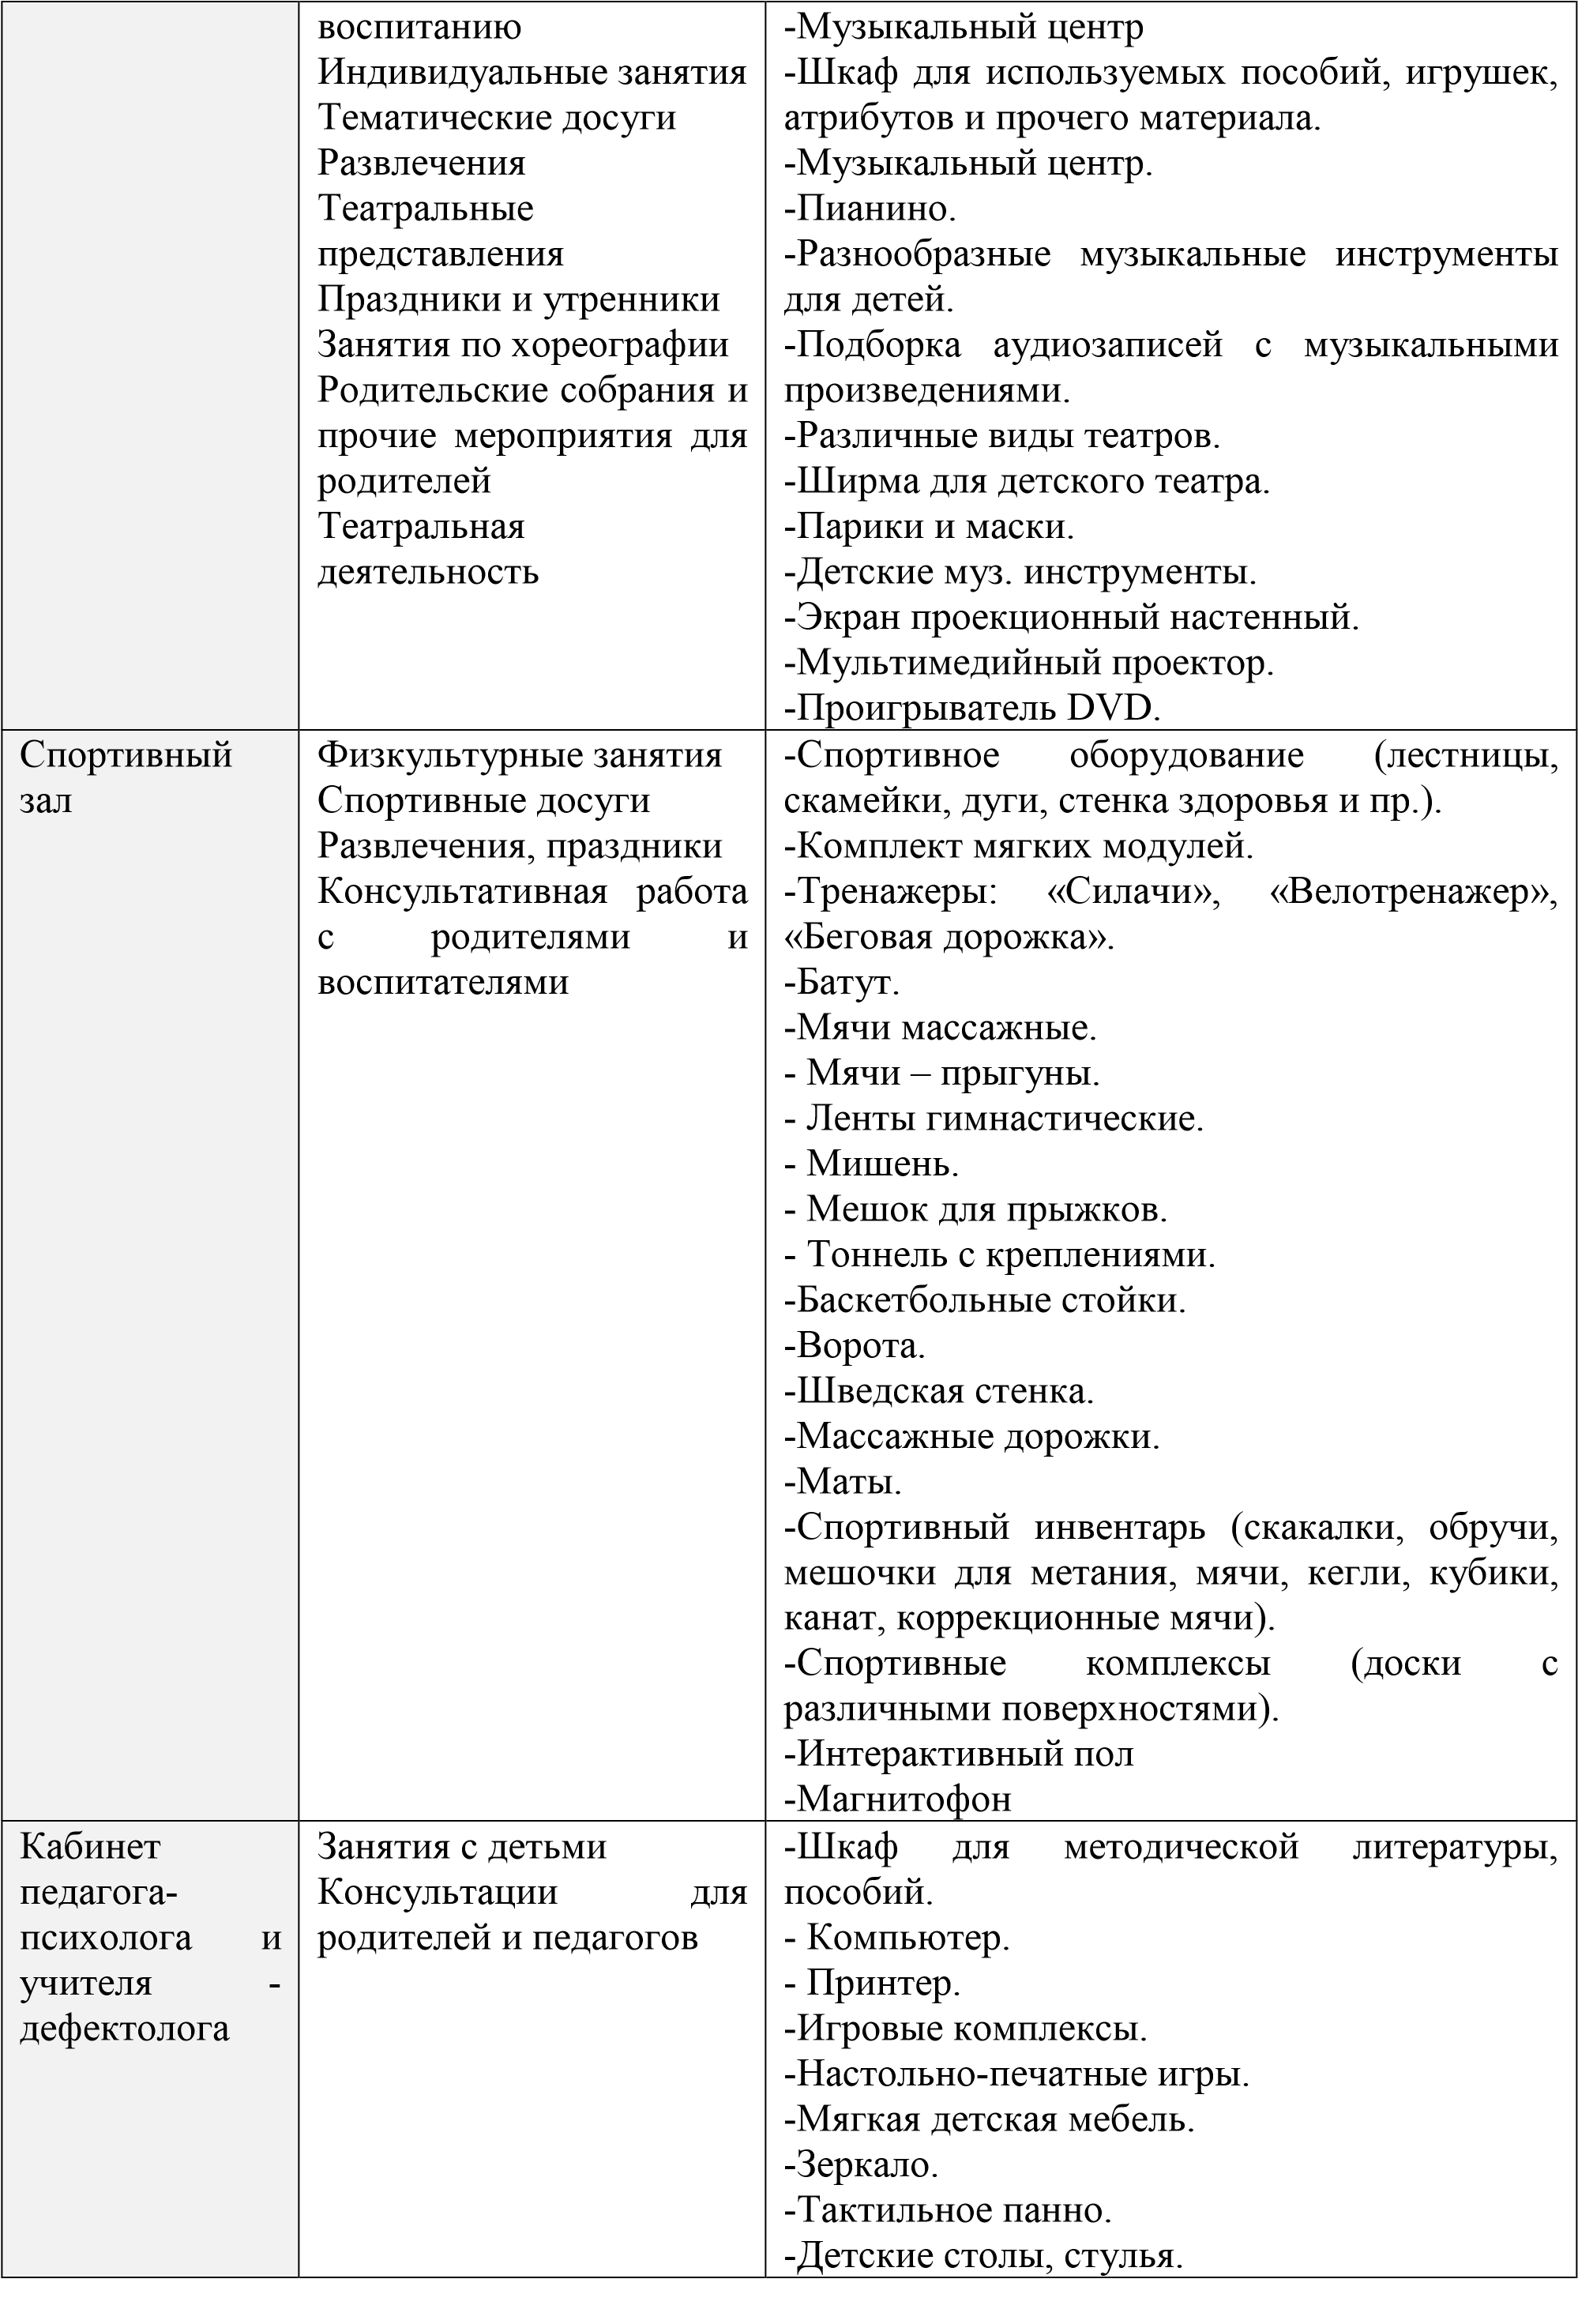 воспитанию
Индивидуальные занятия
Тематические досуги
Развлечения
Театральные
представления
Праздники и утренники
Занятия по хореографии
Родительские собрания и
прочие мероприятия для
родителей
Театральная
деятельность
-Музыкальный центр
-Шкаф для используемых пособий, игрушек,
атрибутов и прочего материала.
-Музыкальный центр.
-Пианино.
-Разнообразные музыкальные инструменты
для детей.
-Подборка аудиозаписей с музыкальными
произведениями.
-Различные виды театров.
-Ширма для детского театра.
-Парики и маски.
-Детские муз. инструменты.
-Экран проекционный настенный.
-Мультимедийный проектор.
-Проигрыватель DVD.
Спортивный
зал
Физкультурные занятия
Спортивные досуги
Развлечения, праздники
Консультативная работа
с родителями и
воспитателями
-Спортивное оборудование (лестницы,
скамейки, дуги, стенка здоровья и пр.).
-Комплект мягких модулей.
-Тренажеры: «Силачи», «Велотренажер»,
«Беговая дорожка».
-Батут.
-Мячи массажные.
- Мячи – прыгуны.
- Ленты гимнастические.
- Мишень.
- Мешок для прыжков.
- Тоннель с креплениями.
-Баскетбольные стойки.
-Ворота.
-Шведская стенка.
-Массажные дорожки.
-Маты.
-Спортивный инвентарь (скакалки, обручи,
мешочки для метания, мячи, кегли, кубики,
канат, коррекционные мячи).
-Спортивные комплексы (доски с
различными поверхностями).
-Интерактивный пол
-Магнитофон
Кабинет
педагога-
психолога и
учителя -
дефектолога
Занятия с детьми
Консультации для
родителей и педагогов
-Шкаф для методической литературы,
пособий.
- Компьютер.
- Принтер.
-Игровые комплексы.
-Настольно-печатные игры.
-Мягкая детская мебель.
-Зеркало.
-Тактильное панно.
-Детские столы, стулья.